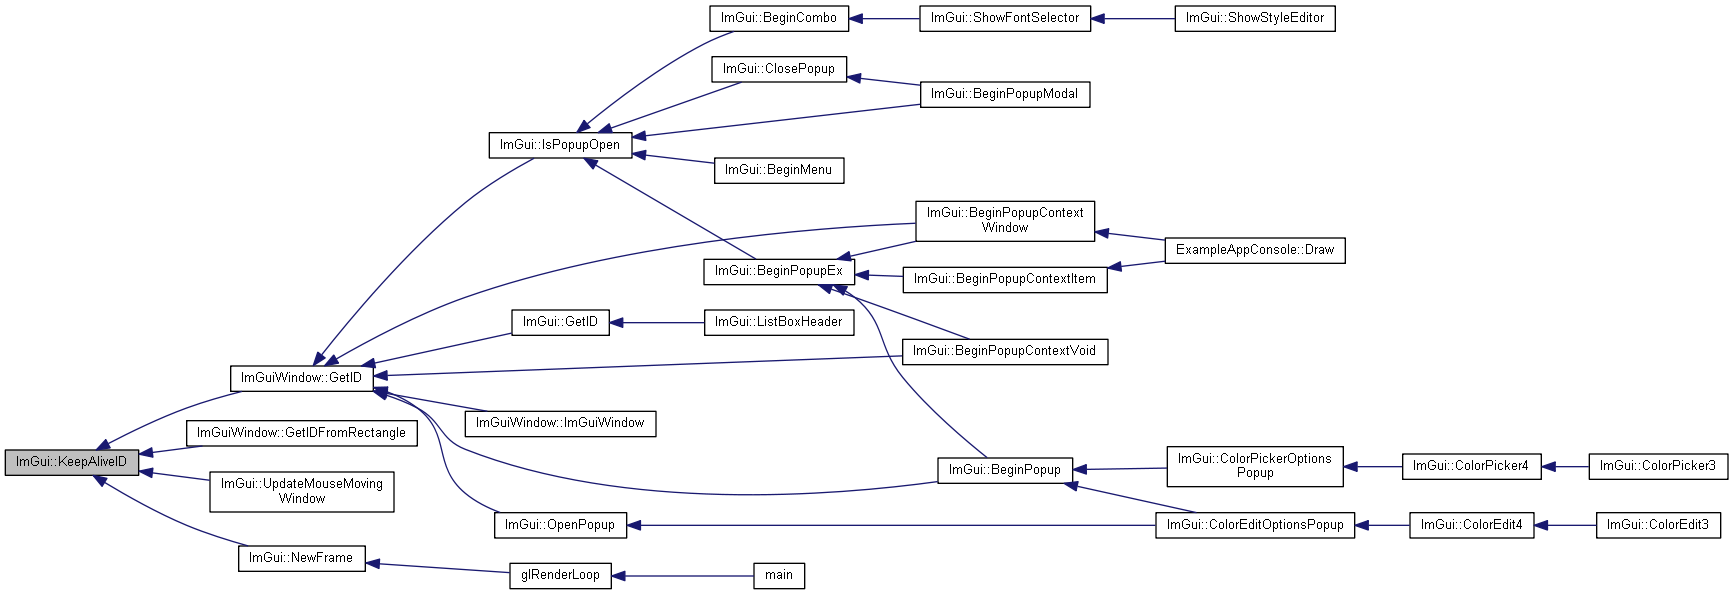 ImGui::BeginCombo
ImGui::ShowFontSelector
ImGui::ShowStyleEditor
ImGui::ClosePopup
ImGui::BeginPopupModal
ImGui::IsPopupOpen
ImGui::BeginMenu
ImGui::BeginPopupContext
Window
ExampleAppConsole::Draw
ImGui::BeginPopupEx
ImGui::BeginPopupContextItem
ImGui::GetID
ImGui::ListBoxHeader
ImGui::BeginPopupContextVoid
ImGuiWindow::GetID
ImGuiWindow::ImGuiWindow
ImGuiWindow::GetIDFromRectangle
ImGui::KeepAliveID
ImGui::BeginPopup
ImGui::ColorPickerOptions
Popup
ImGui::ColorPicker4
ImGui::ColorPicker3
ImGui::UpdateMouseMoving
Window
ImGui::OpenPopup
ImGui::ColorEditOptionsPopup
ImGui::ColorEdit4
ImGui::ColorEdit3
ImGui::NewFrame
glRenderLoop
main